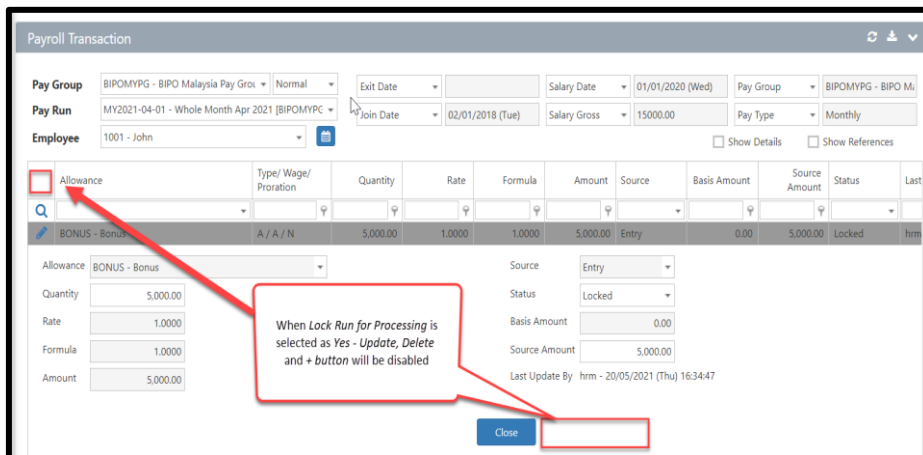 Payroll Transaction
Pay Group BIPOMYPG - BIPO Malaysia Pay Grou Normal Exit Date Salary Date 01/01/2020 (Wed) Pay Group BIPOMYPG - BIPO M
Pay Run MY2021-04-01 - Whole Month Apr 2021 [BIPOMYPG Join Date 02/01/2018 (Tue) Salary Gross 15000.00 Pay Type Monthly
Employee 1001 - John Show Details Show References
Allowance Type/ Wage/ Proration Quantity Rate Formula Amount Source Basis Amount Source Amount Status Last
BONUS - Bonus A / A / N 5,000.00 1.0000 1.0000 5,000.00 Entry 0.00 5,000.00 Locked hrm
Allowance BONUS - Bonus Source Entry
Quantity 5,000.00 Status Locked
Rate 1.0000 Basis Amount 0.00
Formula 1.0000 Source Amount 5,000.00
Amount 5,000.00 Last Update By hrm - 20/05/2021 (Thu) 16:34:47
When Lock Run for Processing is
selected as Yes - Update, Delete
and + button will be disabled
Close